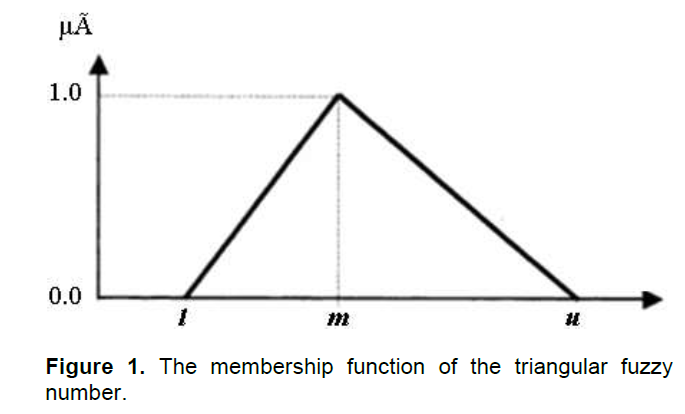 μÃ
1.0
0.0
l m u
Figure 1. The membership function of the triangular fuzzy
number.